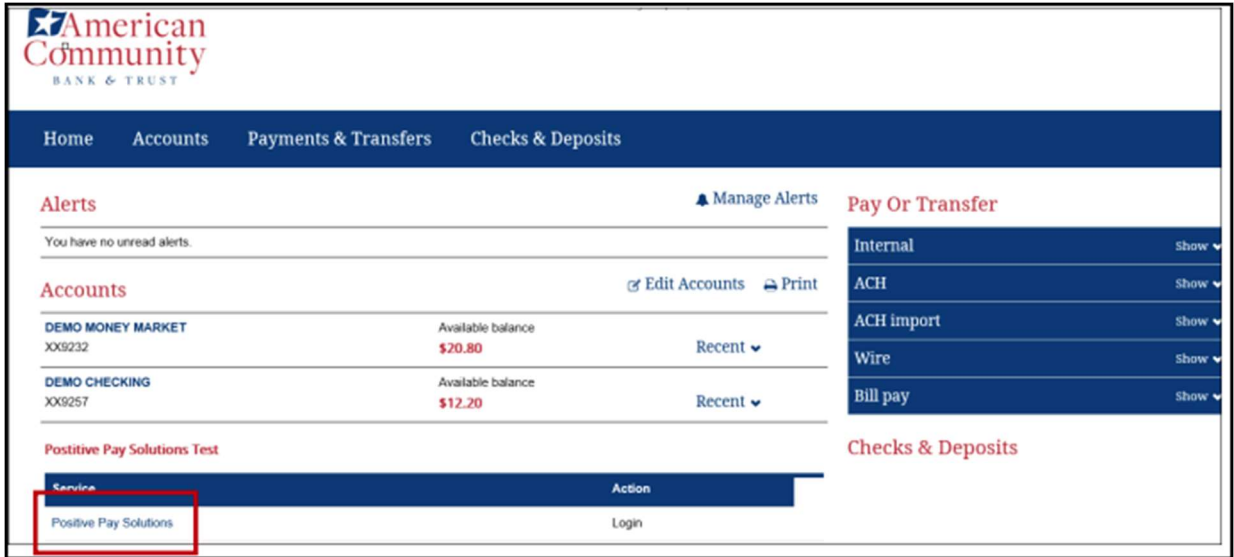 American
Community
BANK & TRUST
Home Accounts Payments & Transfers Checks & Deposits
Alerts
Manage Alerts
You have no unread alerts.
Accounts
Edit Accounts Print
DEMO MONEY MARKET
XX9232
Available balance
$20.80
Recent
DEMO CHECKING
XX9257
Available balance
$12.20
Recent
Postitive Pay Solutions Test
Service Action
Positive Pay Solutions Login
Pay Or Transfer
Internal Show
ACH Show
ACH import Show
Wire Show
Bill pay Show
Checks & Deposits